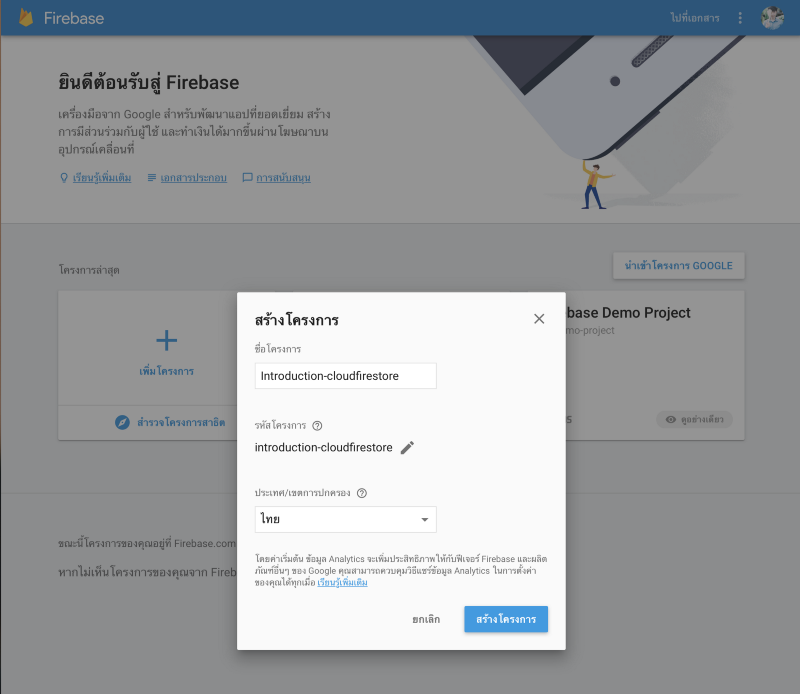 Firebase
ไปที่เอกสาร
ยินดีต้อนรับสู่ Firebase
เครื่องมือจาก Google สำหรับพัฒนาแอปที่ยอดเยี่ยม สร้าง
การมีส่วนร่วมกับผู้ใช้ และทำเงินได้มากขึ้นผ่านโฆษณาบน
อุปกรณ์เคลื่อนที่
เรียนรู้เพิ่มเติม เอกสารประกอบ การสนับสนุน
โครงการล่าสุด
นำเข้าโครงการ GOOGLE
เพิ่มโครงการ
สำรวจโครงการสาธิต
base Demo Project
mo-project
S
ดูอย่างเดียว
สร้างโครงการ
ชื่อโครงการ
Introduction-cloudfirestore
รหัสโครงการ
introduction-cloudfirestore
ประเทศ/เขตการปกครอง
ไทย
โดยค่าเริ่มต้น ข้อมูล Analytics จะเพิ่มประสิทธิภาพให้กับฟีเจอร์ Firebase และผลิต
ภัณฑ์อื่นๆ ของ Google คุณสามารถควบคุมวิธีแชร์ข้อมูล Analytics ในการตั้งค่า
ของคุณได้ทุกเมื่อ เรียนรู้เพิ่มเติม
ยกเลิก
สร้างโครงการ
ขณะนี้โครงการของคุณอยู่ที่ Firebase.com
หากไม่เห็นโครงการของคุณจาก Fireb